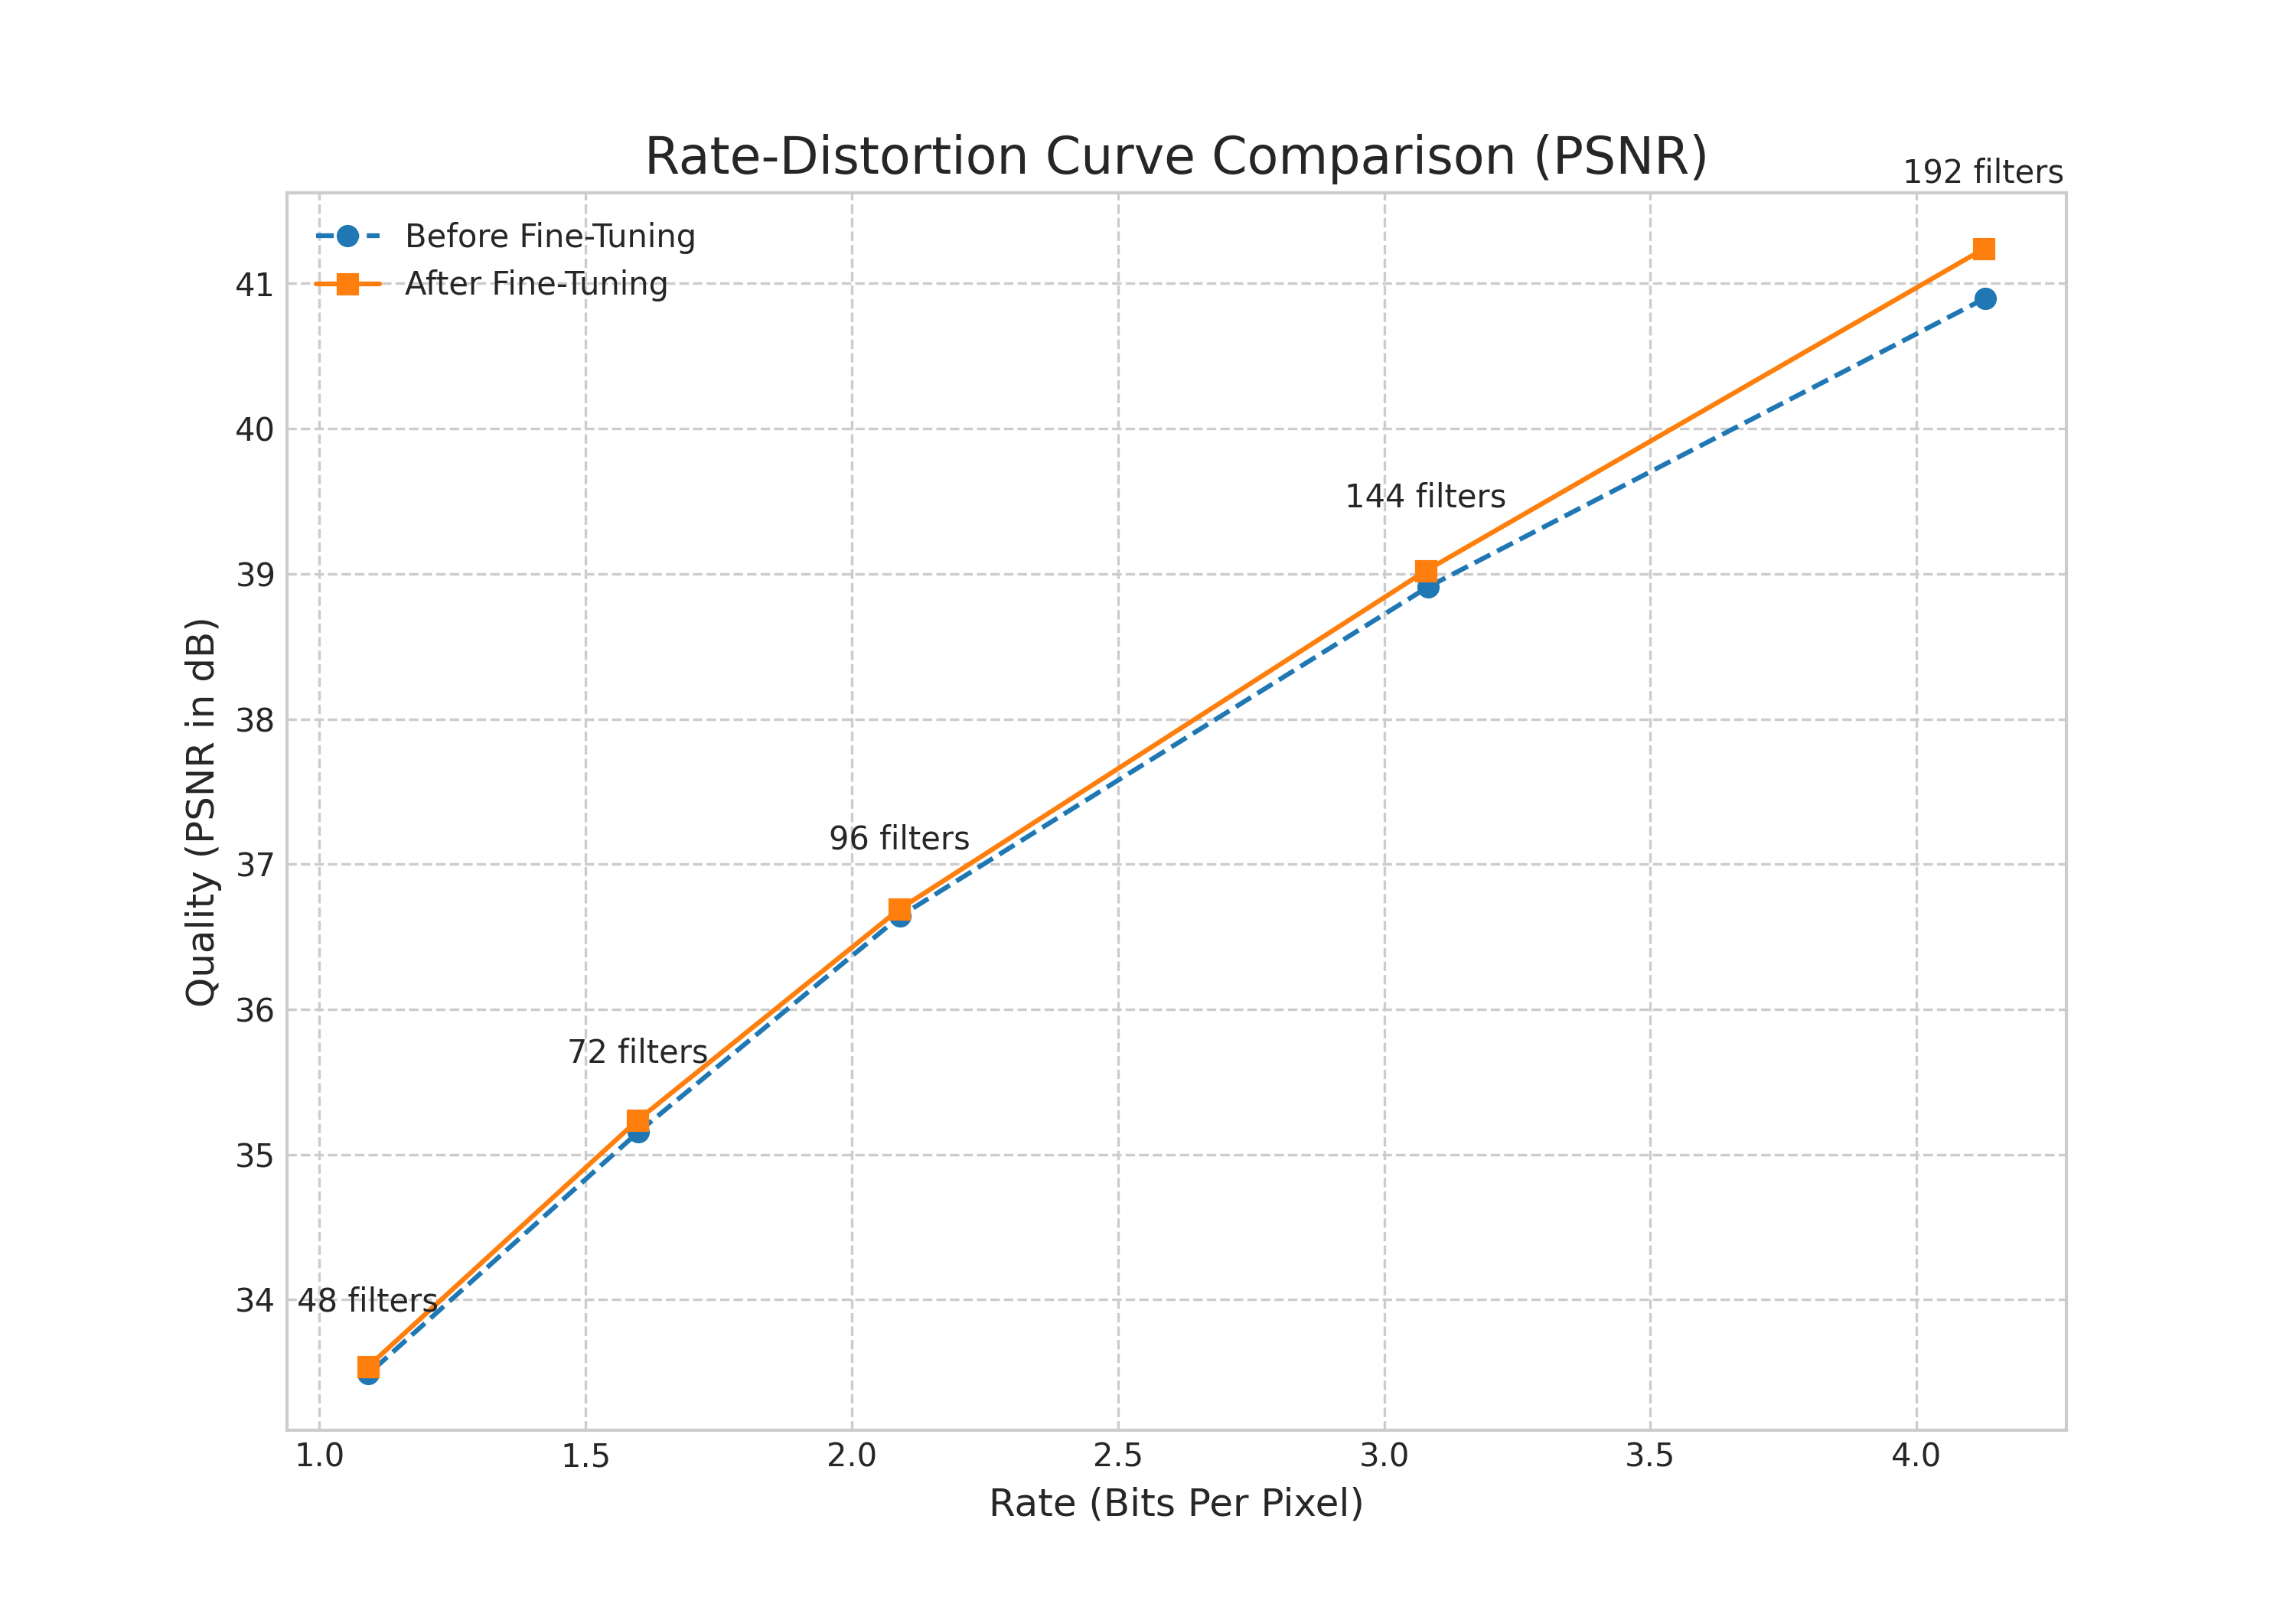 Rate-Distortion Curve Comparison (PSNR)
192 filters
Before Fine-Tuning
After Fine-Tuning
41
40
144 filters
39
38
Quality (PSNR in dB)
96 filters
37
36
72 filters
35
48 filters
34
1.0 1.5 2.0 2.5 3.0 3.5 4.0
Rate (Bits Per Pixel)